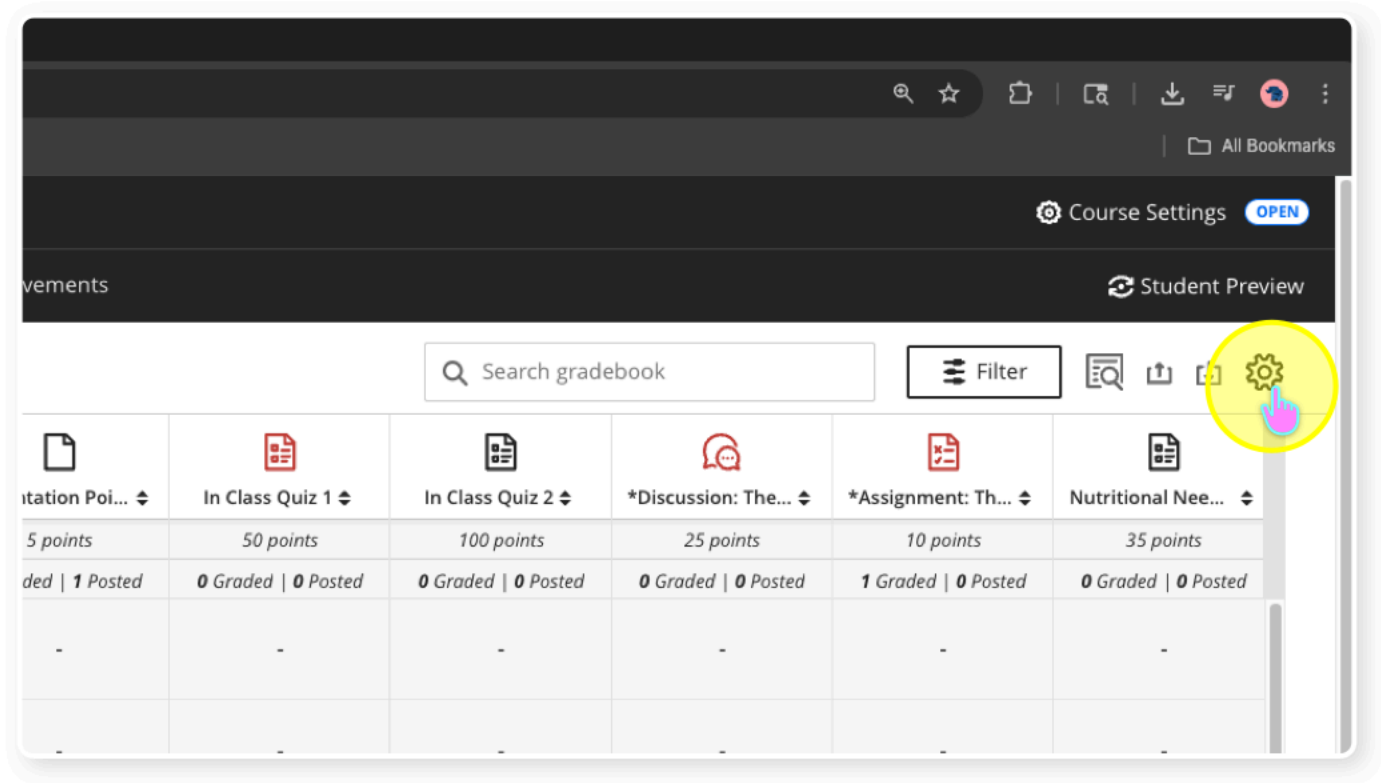 All Bookmarks
Course Settings OPEN
vements
Student Preview
Search gradebook
Filter
ntation Poi...
In Class Quiz 1
In Class Quiz 2
*Discussion: The...
*Assignment: Th...
Nutritional Nee...
5 points
50 points
100 points
25 points
10 points
35 points
ded | 1 Posted
0 Graded | 0 Posted
0 Graded | 0 Posted
0 Graded | 0 Posted
1 Graded | 0 Posted
0 Graded | 0 Posted
- - - - - -
- - - - - -